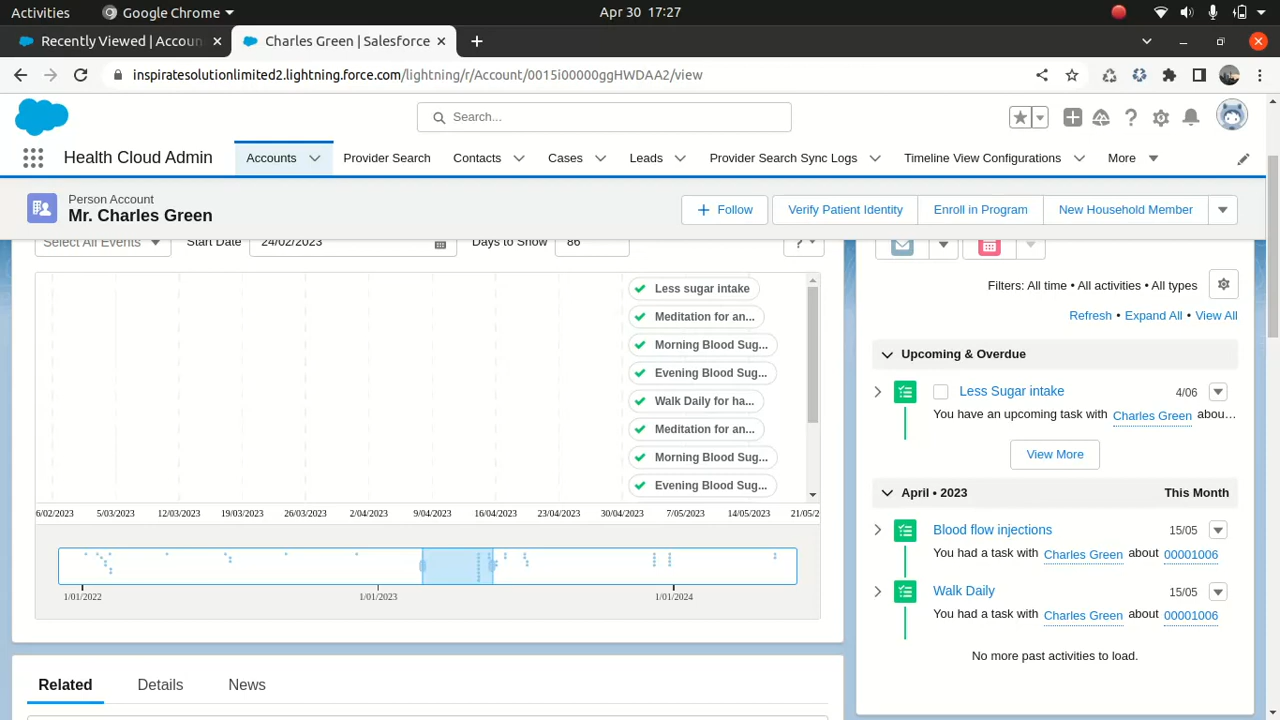 Activities
Google Chrome
Apr 30 17:27
Recently Viewed | Accoun
Charles Green | Salesforce
inspiratesolutionlimited2.lightning.force.com/lightning/r/Account/0015i00000ggHWDAA2/view
Search...
Health Cloud Admin
Accounts
Provider Search
Contacts
Cases
Leads
Provider Search Sync Logs
Timeline View Configurations
More
Person Account
Mr. Charles Green
Follow
Verify Patient Identity
Enroll in Program
New Household Member
Select All Events
Start Date
24/02/2023
Days to Show
86
?
Less sugar intake
Meditation for an...
Morning Blood Sug...
Evening Blood Sug...
Walk Daily for ha...
Meditation for an...
Morning Blood Sug...
Evening Blood Sug...
6/02/2023 5/03/2023 12/03/2023 19/03/2023 26/03/2023 2/04/2023 9/04/2023 16/04/2023 23/04/2023 30/04/2023 7/05/2023 14/05/2023 21/05/2
1/01/2022 1/01/2023 1/01/2024
Related
Details
News
Filters: All time • All activities • All types
Refresh • Expand All • View All
Upcoming & Overdue
Less Sugar intake 4/06
You have an upcoming task with Charles Green abou...
View More
April • 2023 This Month
Blood flow injections 15/05
You had a task with Charles Green about 00001006
Walk Daily 15/05
You had a task with Charles Green about 00001006
No more past activities to load.